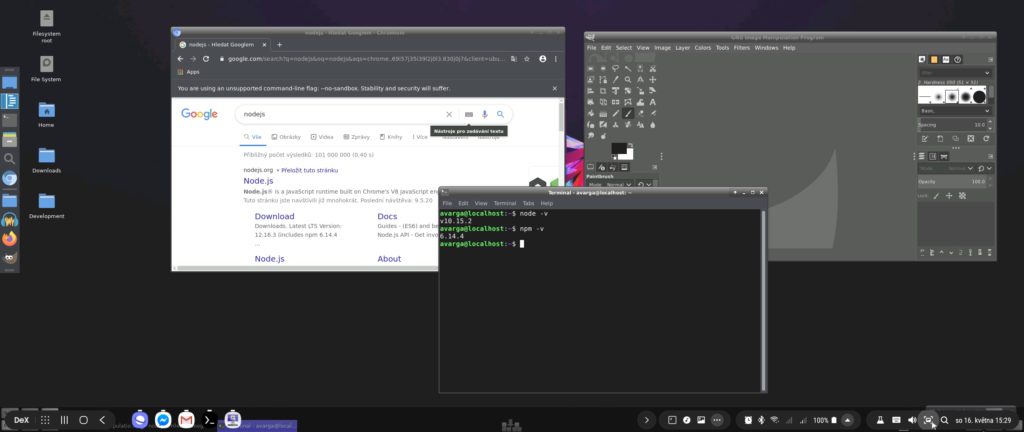 Filesystem
root
File System
Home
Downloads
Development
nodejs - Hledat Googlem - Chromium
nodejs - Hledat Googlem
google.com/search?q=nodejs&oq=nodejs&aqs=chrome..69i57j35i39l2j0l3.830j0j7&client=ubu...
Apps
You are using an unsupported command-line flag: --no-sandbox. Stability and security will suffer.
Google
nodejs
Nástroje pro zadávání textu
Vše
Obrázky
Videa
Zprávy
Knihy
Více
Nastavení
Nástroje
Přibližný počet výsledků: 101 000 000 (0,40 s)
nodejs.org
Přeložit tuto stránku
Node.js
Node.js® is a JavaScript runtime built on Chrome's V8 JavaScript
Tuto stránku jste navštívili již mnohokrát. Poslední návštěva: 9.5.20
Download
Docs
Downloads. Latest LTS Version:
Guides - (ES6) and
12.16.3 (includes npm 6.14.4
Node.js API - Get
...
Node.js
About
GNU Image Manipulation Program
File Edit Select View Image Layer Colors Tools Filters Windows Help
Paintbrush
Mode Normal
Filter
2. Hardness 050 (51 × 51)
Basic,
Spacing 10.0
Mode Normal
Opacity 100.0
Lock:
Terminal - avarga@localhost: ~
File Edit View Terminal Tabs Help
avarga@localhost:~$ node -v
v10.15.2
avarga@localhost:~$ npm -v
6.14.4
avarga@localhost:~$
DeX
100%
so 16. května 15:29